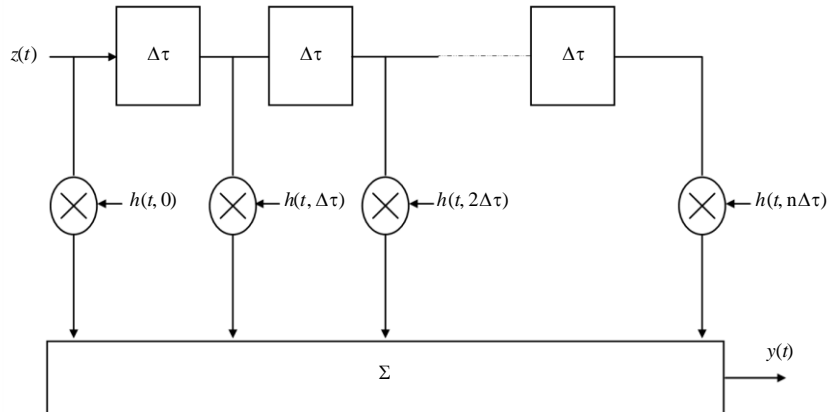 z(t)
Δτ
Δτ
Δτ
h(t, 0)
h(t, Δτ)
h(t, 2Δτ)
h(t, nΔτ)
Σ
y(t)